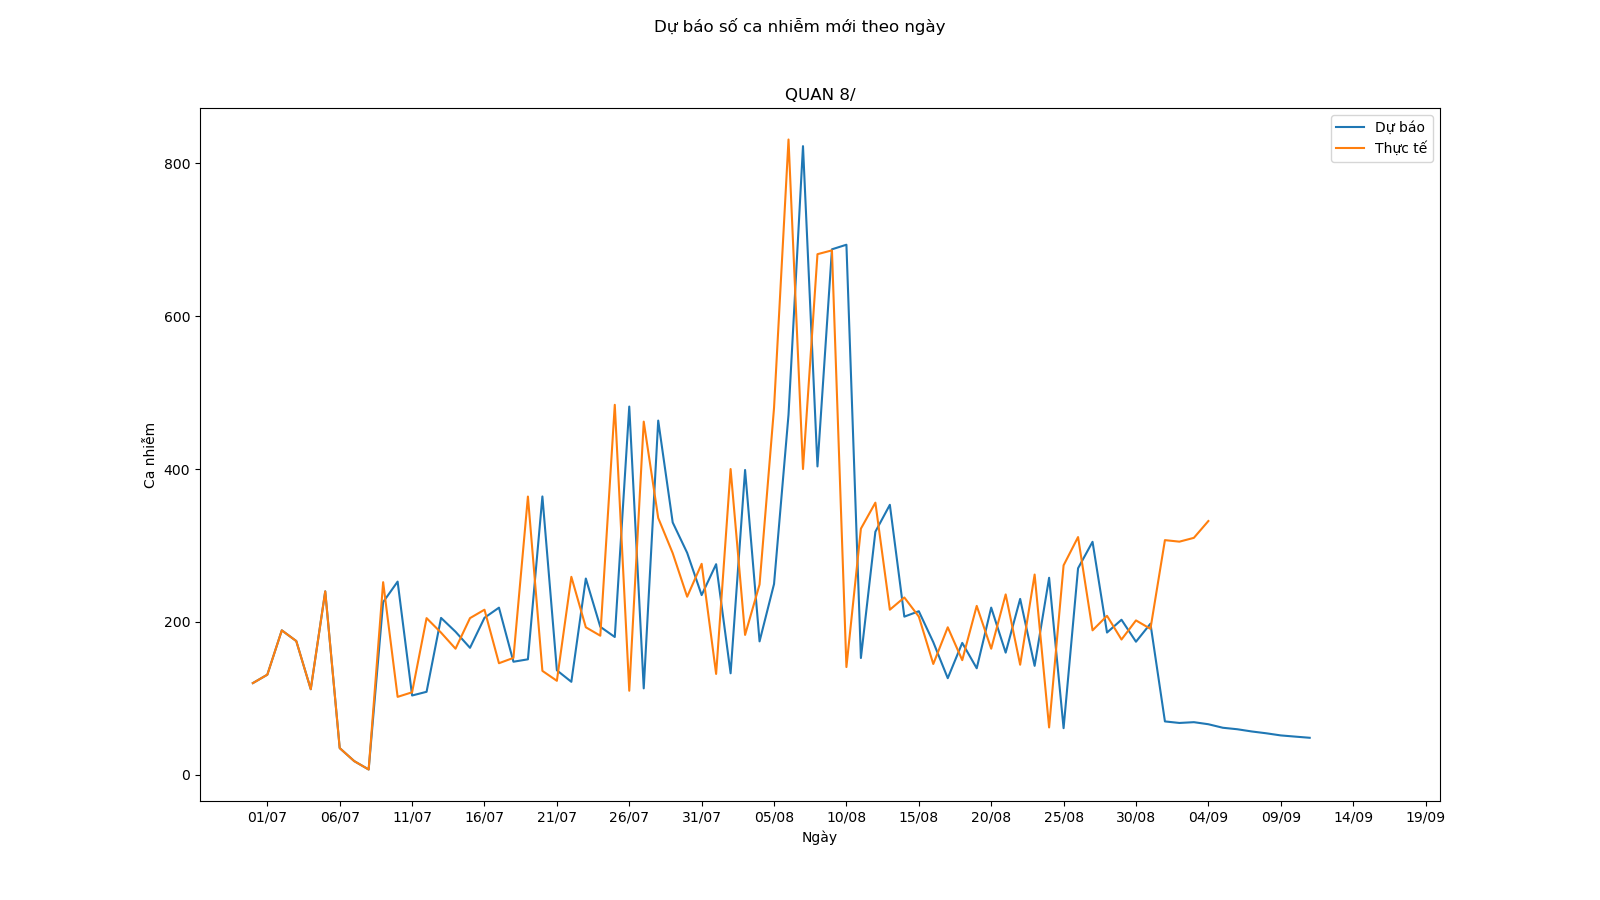 Dự báo số ca nhiễm mới theo ngày
QUAN 8/
Dự báo
Thực tế
800
600
400
200
0
Ca nhiễm
01/07 06/07 11/07 16/07 21/07 26/07 31/07 05/08 10/08 15/08 20/08 25/08 30/08 04/09 09/09 14/09 19/09
Ngày